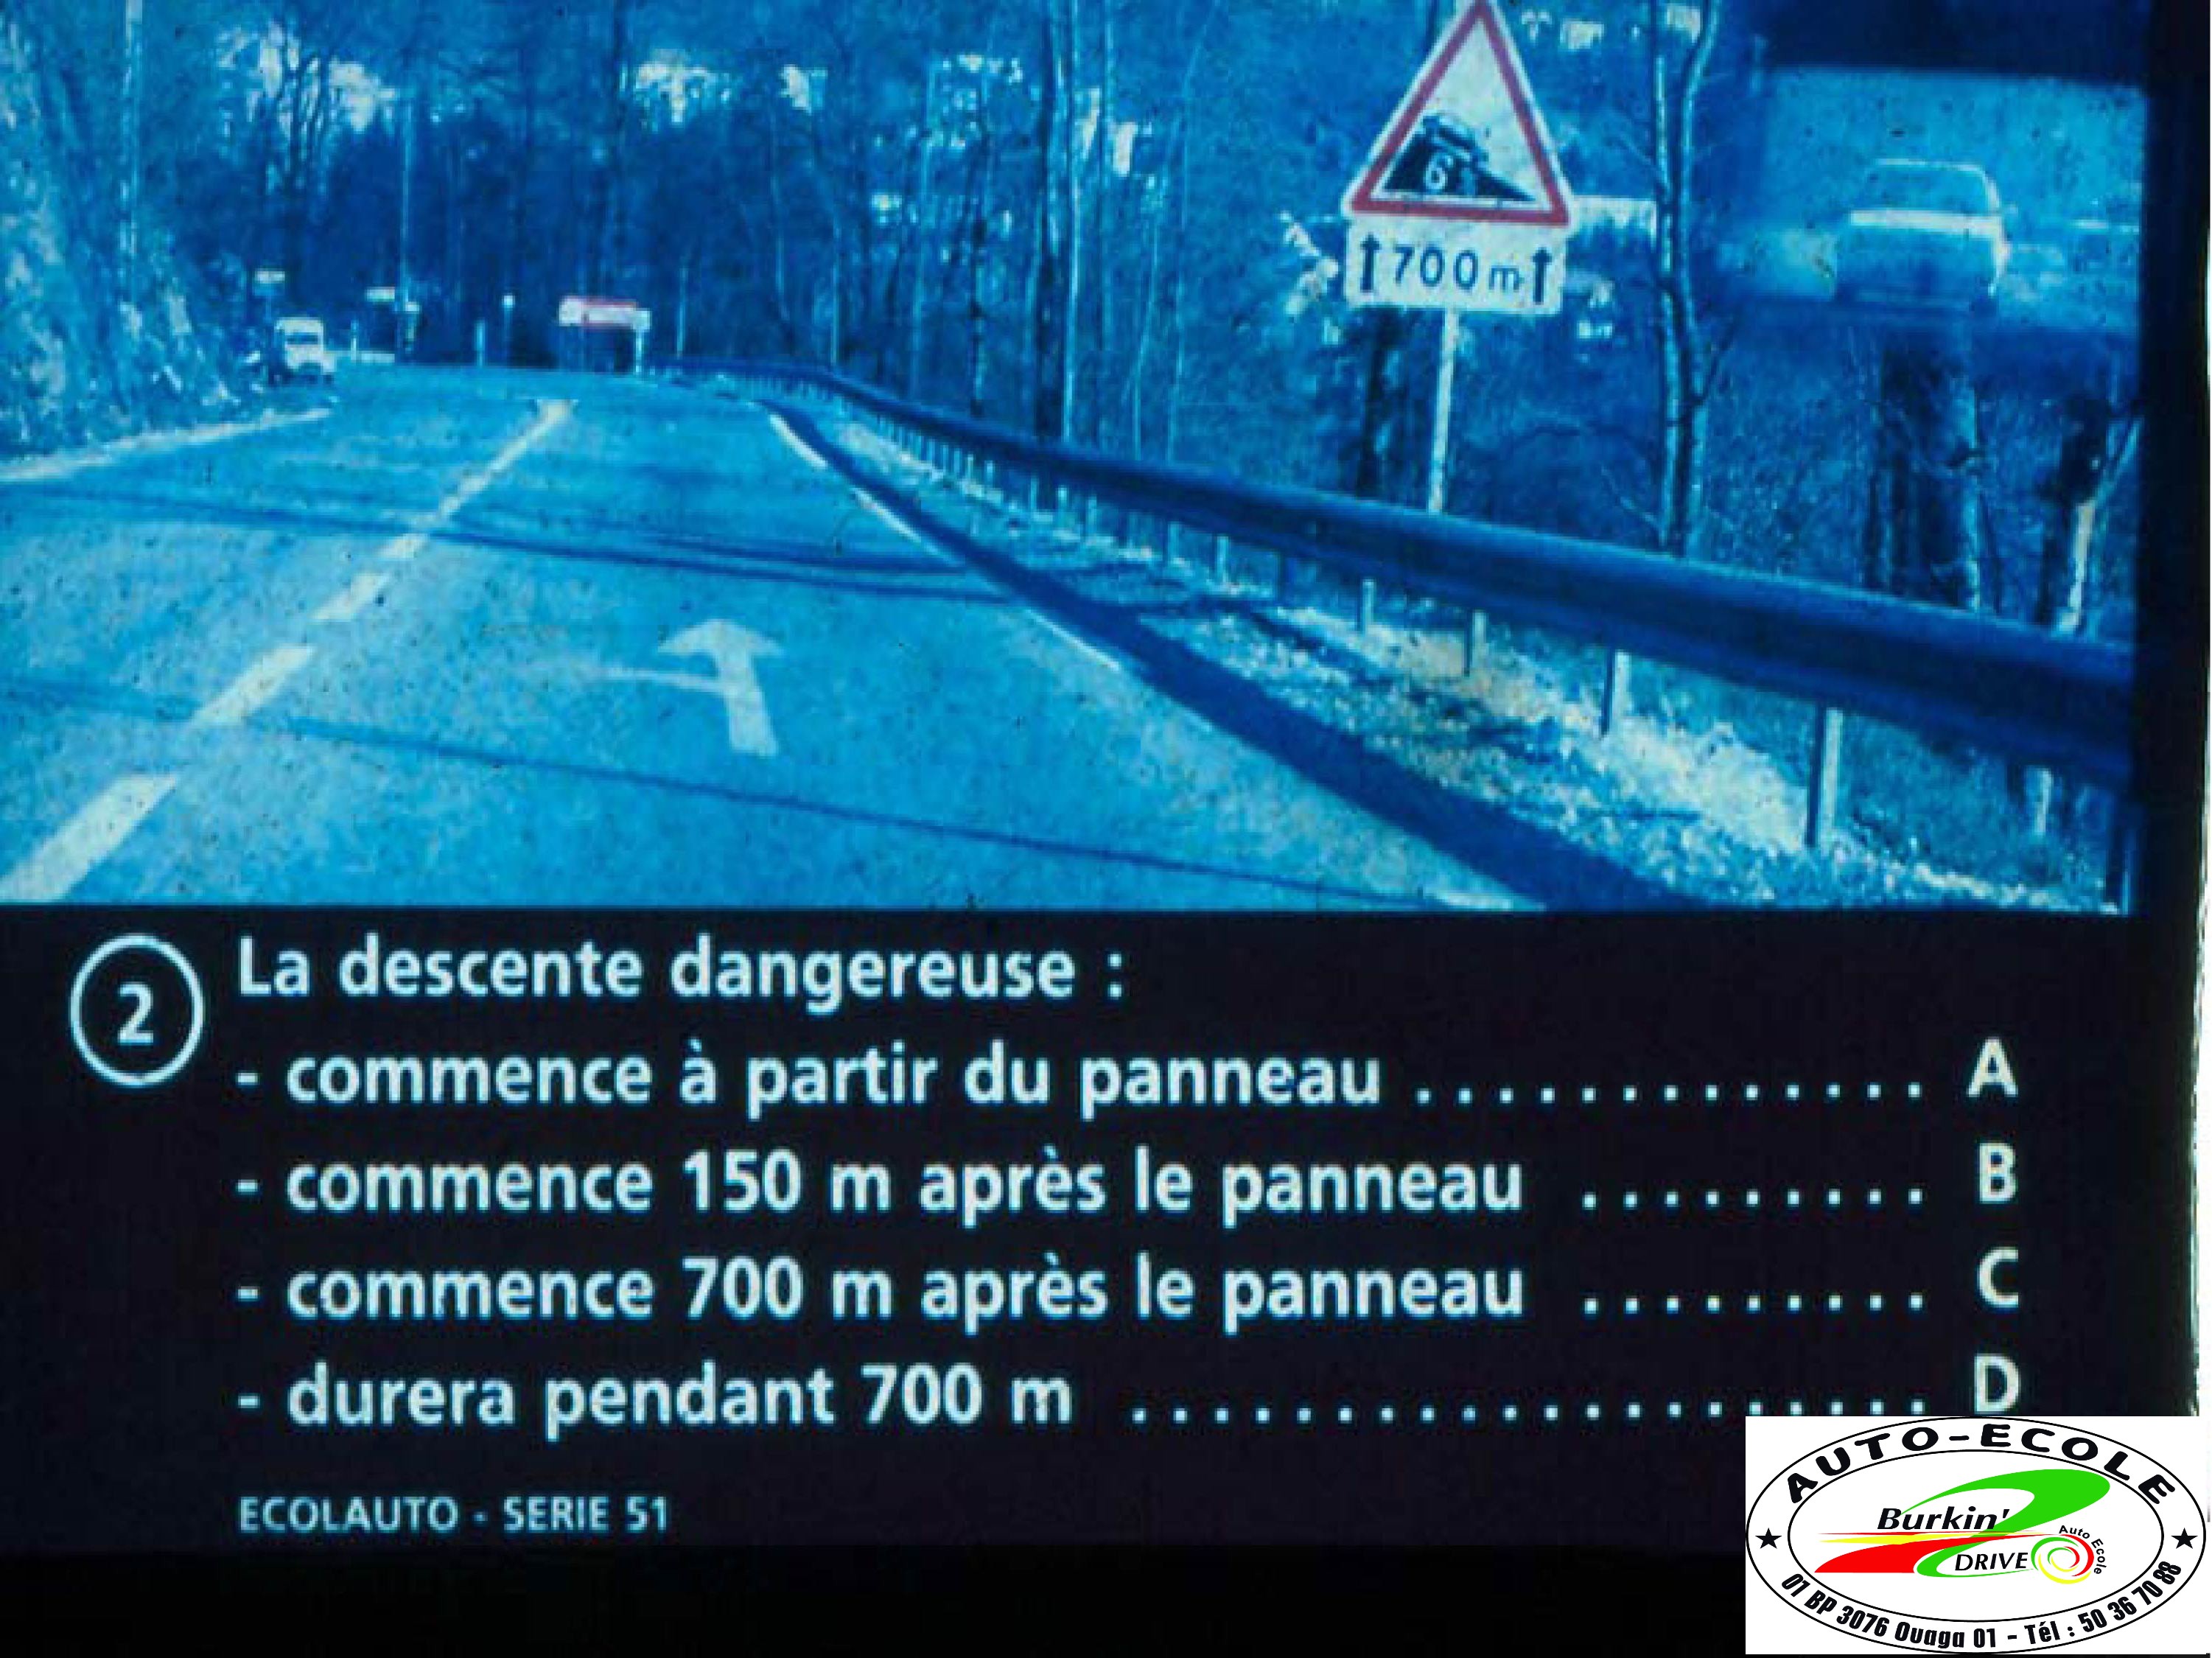 6%
700 m
2 La descente dangereuse :
- commence à partir du panneau ............. A
- commence 150 m après le panneau ......... B
- commence 700 m après le panneau ......... C
- durera pendant 700 m .................... D
ECOLAUTO - SERIE 51
AUTO-ECOLE
Burkin'
DRIVE
Auto Ecole
01 BP 3076 Ouaga 01 - Tél : 50 36 70 88